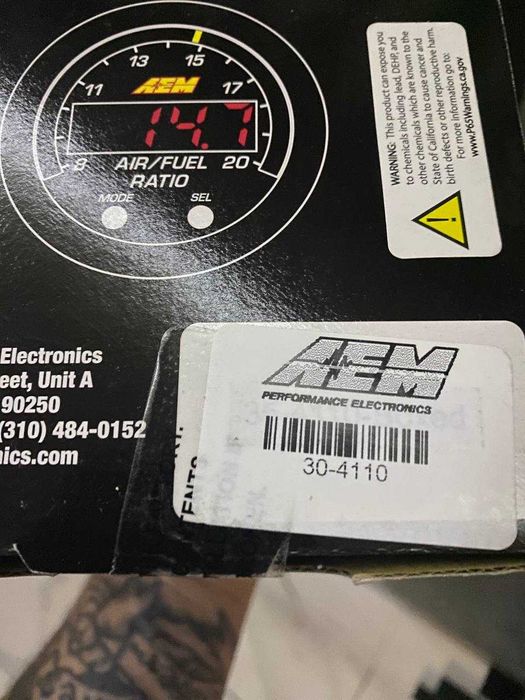 15
13
17
11
AEM
14.7
8
AIR/FUEL
20
RATIO
MODE
SEL
WARNING: This product can expose you
to chemicals including lead, DEHP, and
other chemicals which are known to the
State of California to cause cancer and
birth defects or other reproductive harm.
For more information go to:
www.P65Warnings.ca.gov
Electronics
eet, Unit A
90250
(310) 484-0152
nics.com
ENTS
AEM
PERFORMANCE ELECTRONICS
30-4110